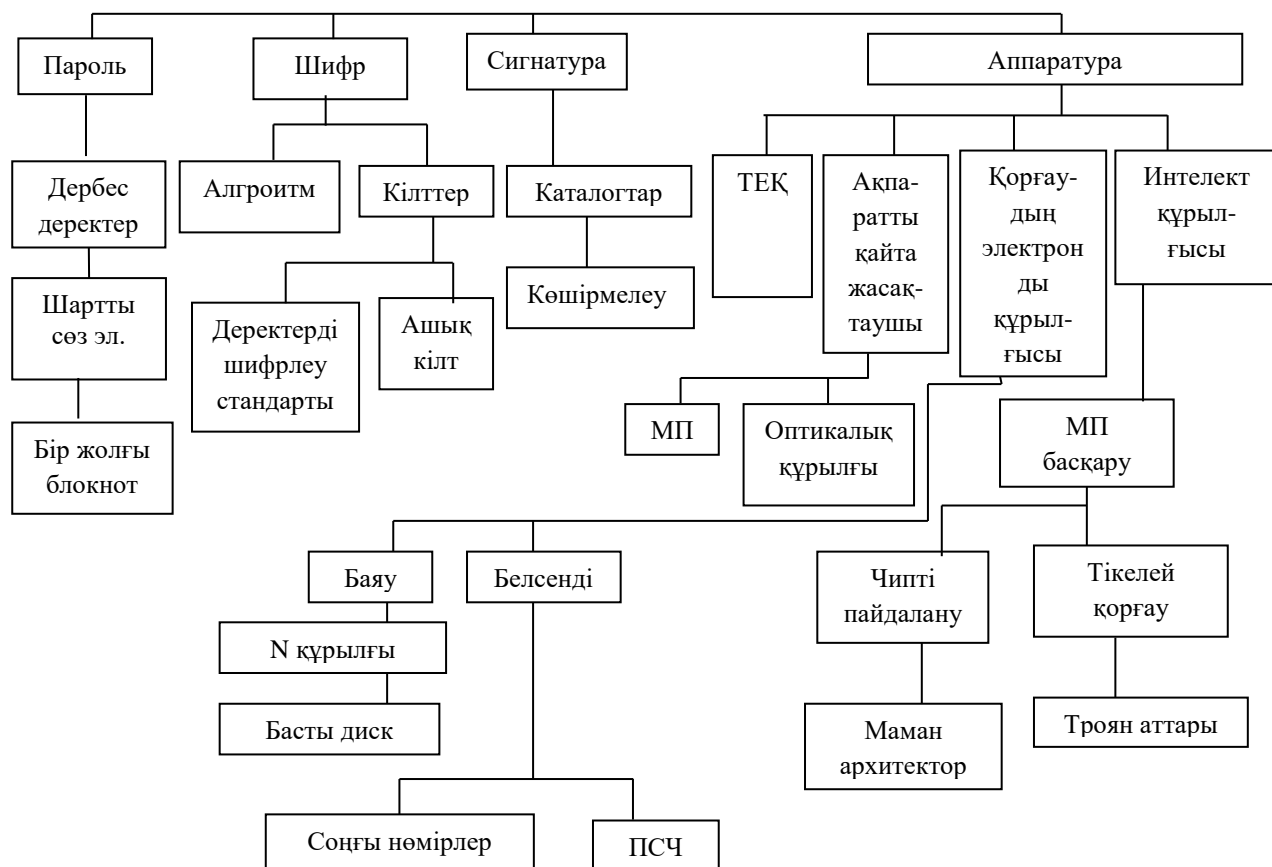 Пароль
Шифр
Сигнатура
Аппаратура
Дербес
деректер
Алгроитм
Кілттер
Каталогтар
ТЕҚ
Ақпа-
ратты
қайта
жасақ-
таушы
Қорғау-
дың
электрон
ды
құрыл-
ғысы
Интелект
құрыл-
ғысы
Шартты
сөз эл.
Деректерді
шифрлеу
стандарты
Ашық
кілт
Көшірмелеу
Бір жолғы
блокнот
МП
Оптикалық
құрылғы
МП
басқару
Баяу
Белсенді
Чипті
пайдалану
Тікелей
қорғау
N құрылғы
Басты диск
Маман
архитектор
Троян аттары
Соңғы нөмірлер
ПСЧ